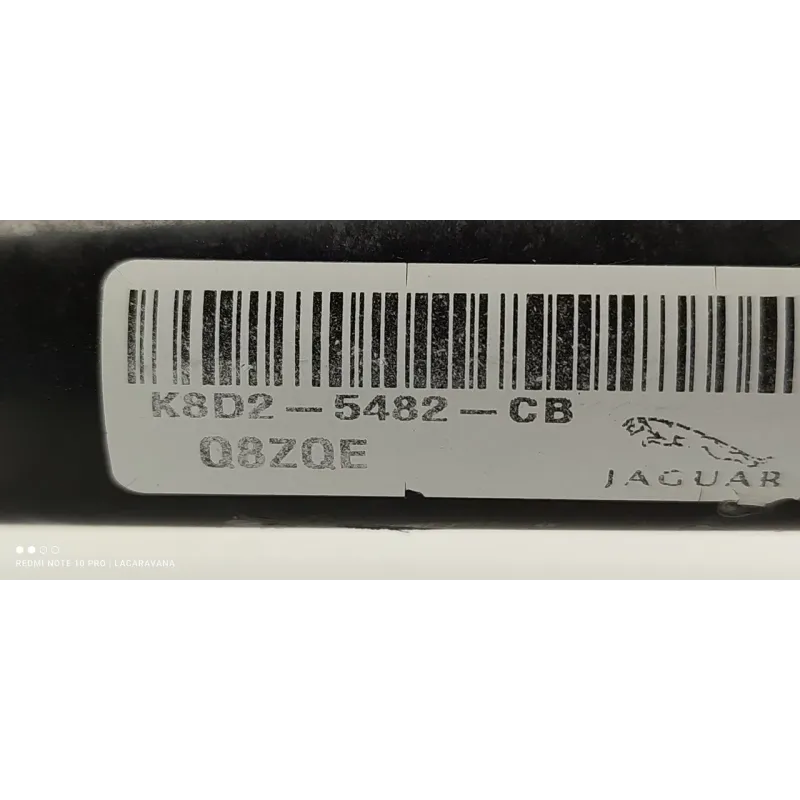 K8D2-5482-CB
Q8ZQE
JAGUAR
REDMI NOTE 10 PRO | LACARAVANA